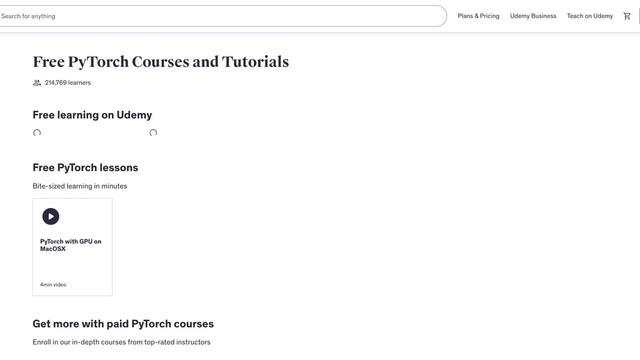 Search for anything
Plans & Pricing
Udemy Business
Teach on Udemy
Free PyTorch Courses and Tutorials
214,769 learners
Free learning on Udemy
Free PyTorch lessons
Bite-sized learning in minutes
PyTorch with GPU on
MacOSX
4min video
Get more with paid PyTorch courses
Enroll in our in-depth courses from top-rated instructors